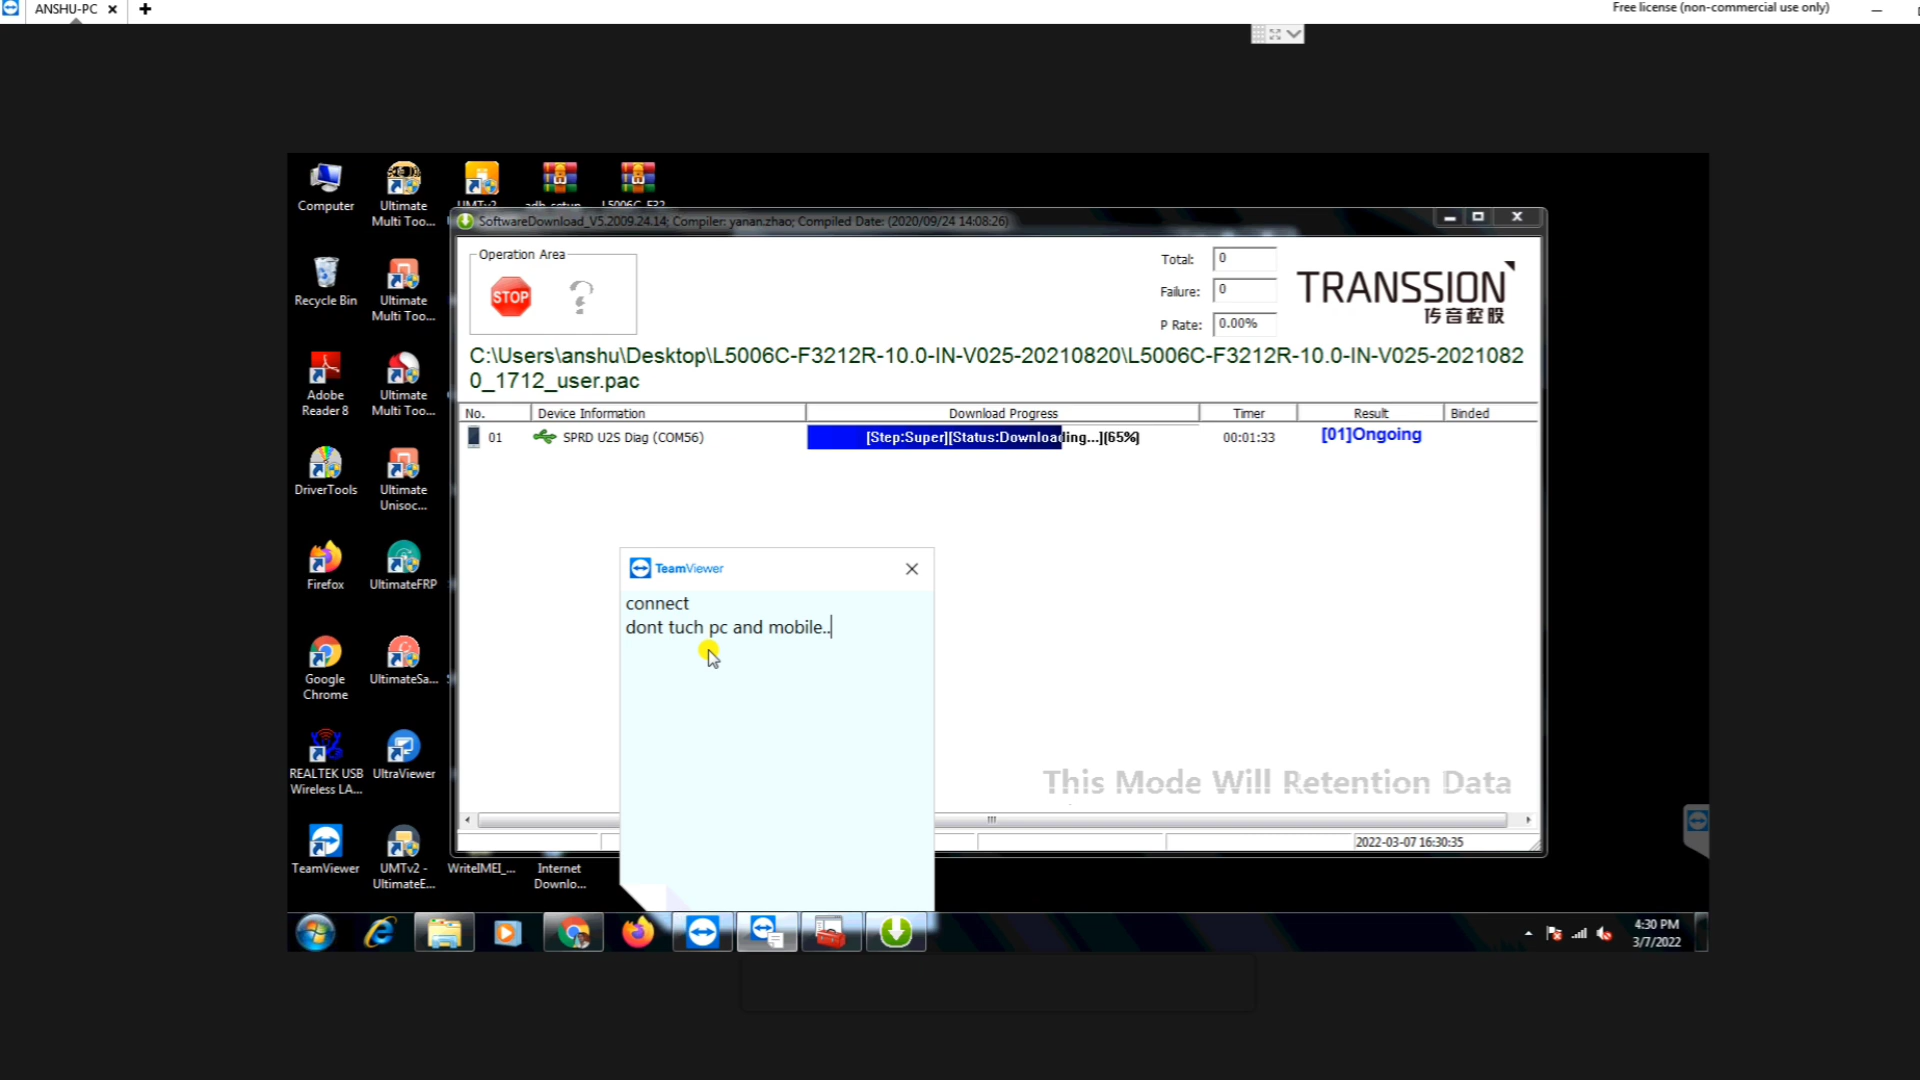 ANSHU-PC
Free license (non-commercial use only)
Computer
Ultimate
Multi Too...
UMTv2
adb_setup
L5006C_F32
SoftwareDownload_V5.2009.24.14; Compiler: yanan.zhao; Compiled Date: (2020/09/24 14:08:26)
Operation Area
STOP
Total: 0
Failure: 0
P Rate: 0.00%
TRANSSION
传音控股
C:\Users\anshu\Desktop\L5006C-F3212R-10.0-IN-V025-20210820\L5006C-F3212R-10.0-IN-V025-2021082
0_1712_user.pac
No. Device Information Download Progress Timer Result Binded
01 SPRD U2S Diag (COM56) [Step:Super][Status:Downloading...](65%) 00:01:33 [01]Ongoing
Recycle Bin
Ultimate
Multi Too...
Adobe
Reader 8
Ultimate
Multi Too...
DriverTools
Ultimate
Unisoc...
Firefox
UltimateFRP
Google
Chrome
UltimateSa...
REALTEK USB
Wireless LA...
UltraViewer
TeamViewer
UMTv2 -
UltimateE...
WriteIMEI_...
Internet
Downlo...
TeamViewer
connect
dont tuch pc and mobile..
This Mode Will Retention Data
2022-03-07 16:30:35
4:30 PM
3/7/2022